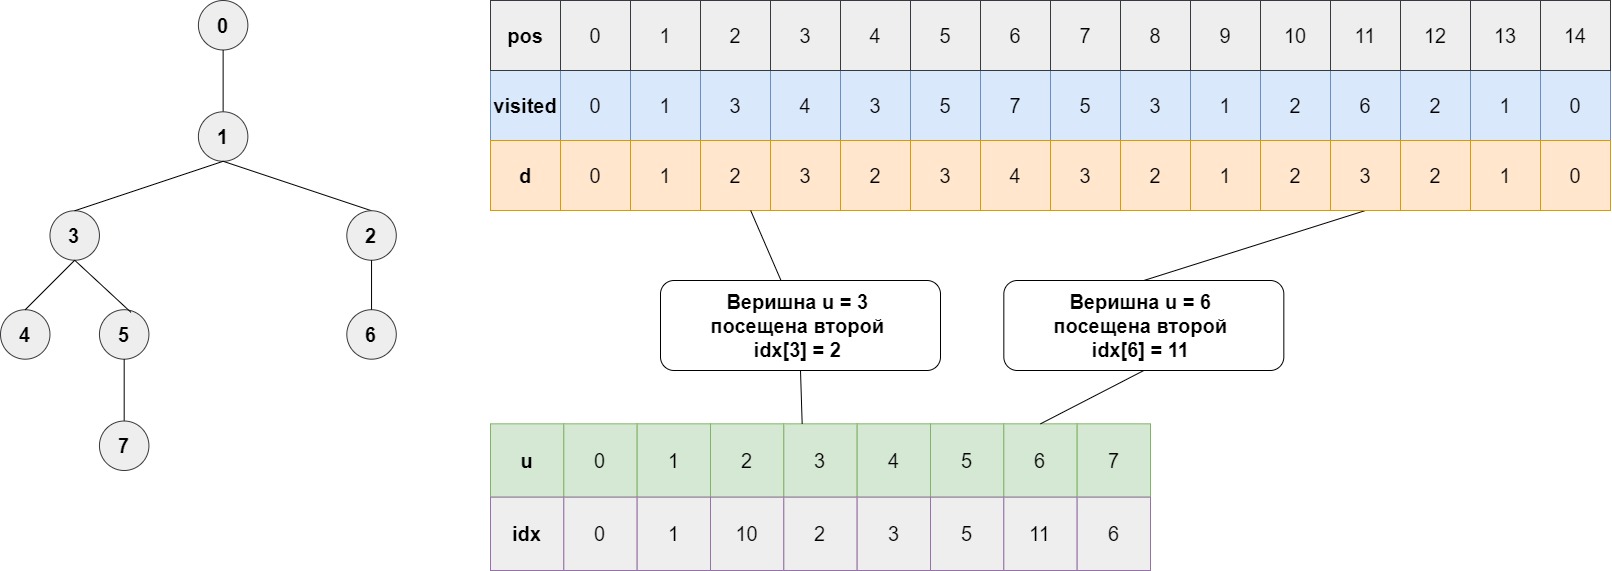 0
1
3 2
4 5 6
7
pos 0 1 2 3 4 5 6 7 8 9 10 11 12 13 14
visited 0 1 3 4 3 5 7 5 3 1 2 6 2 1 0
d 0 1 2 3 2 3 4 3 2 1 2 3 2 1 0
Веришна u = 3
посещена второй
idx[3] = 2
Веришна u = 6
посещена второй
idx[6] = 11
u 0 1 2 3 4 5 6 7
idx 0 1 10 2 3 5 11 6